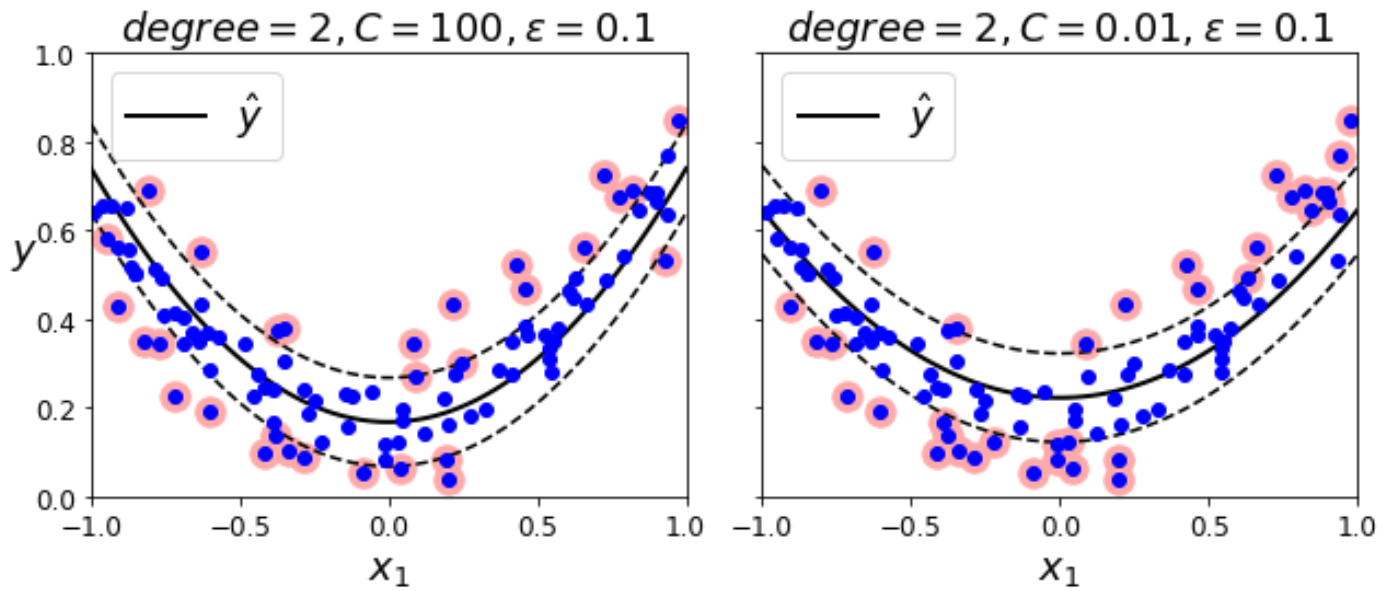 degree = 2, C = 100, ε = 0.1
degree = 2, C = 0.01, ε = 0.1
1.0
0.8
0.6
0.4
0.2
0.0
y
ŷ
ŷ
−1.0 −0.5 0.0 0.5 1.0
−1.0 −0.5 0.0 0.5 1.0
x₁
x₁